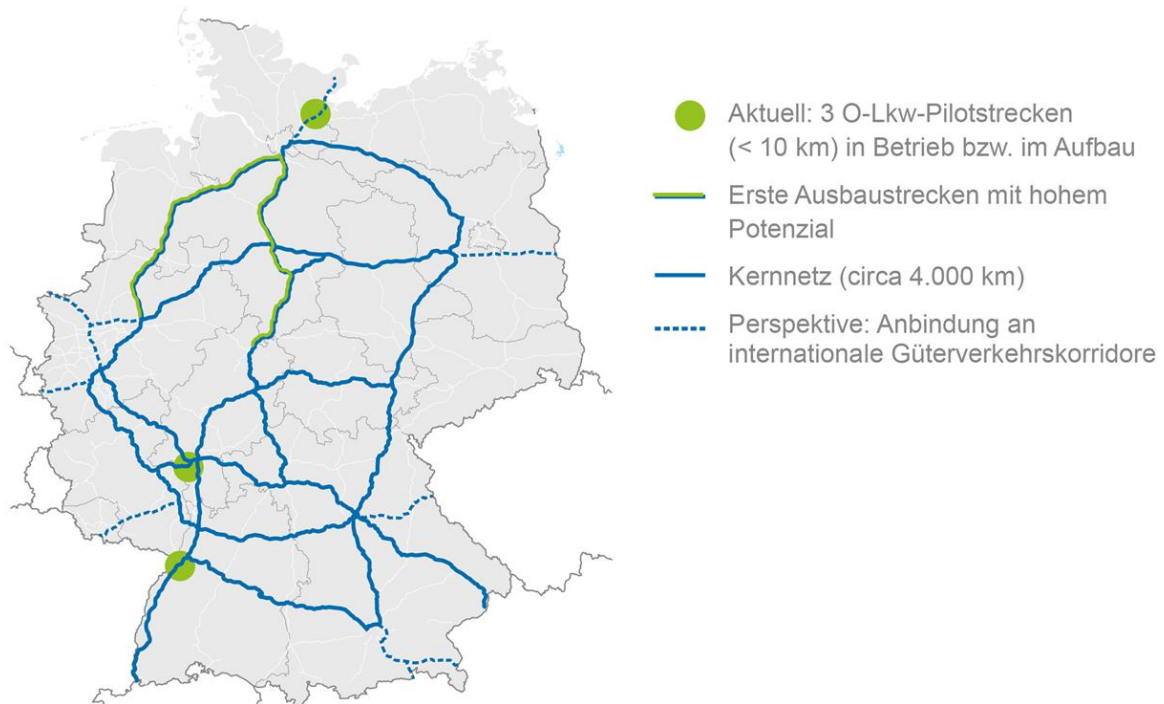 Aktuell: 3 O-Lkw-Pilotstrecken
(< 10 km) in Betrieb bzw. im Aufbau
Erste Ausbaustrecken mit hohem
Potenzial
Kernnetz (circa 4.000 km)
Perspektive: Anbindung an
internationale Güterverkehrskorridore